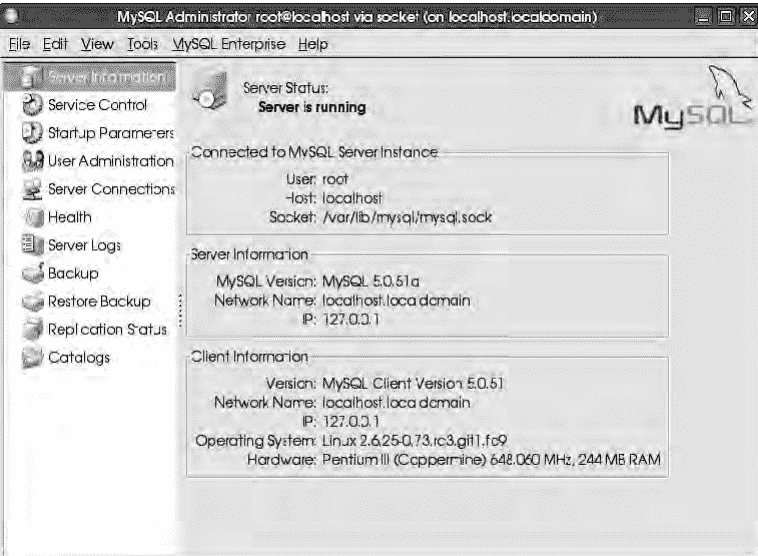 MySQL Administrator root@localhost via socket (on localhost.localdomain)
File Edit View Tools MySQL Enterprise Help
Server Information
Service Control
Startup Parameters
User Administration
Server Connections
Health
Server Logs
Backup
Restore Backup
Replication Status
Catalogs
Server Status:
Server is running
MySQL
Connected to MySQL Server Instance
User: root
Host: localhost
Socket: /var/lib/mysql/mysql.sock
Server Information
MySQL Version: MySQL 5.0.51a
Network Name: localhost.localdomain
IP: 127.0.0.1
Client Information
Version: MySQL Client Version 5.0.51
Network Name: localhost.localdomain
IP: 127.0.0.1
Operating System: Linux 2.6.25-0.73.rc3.git1.fc9
Hardware: Pentium III (Coppermine) 648.060 MHz, 244 MB RAM